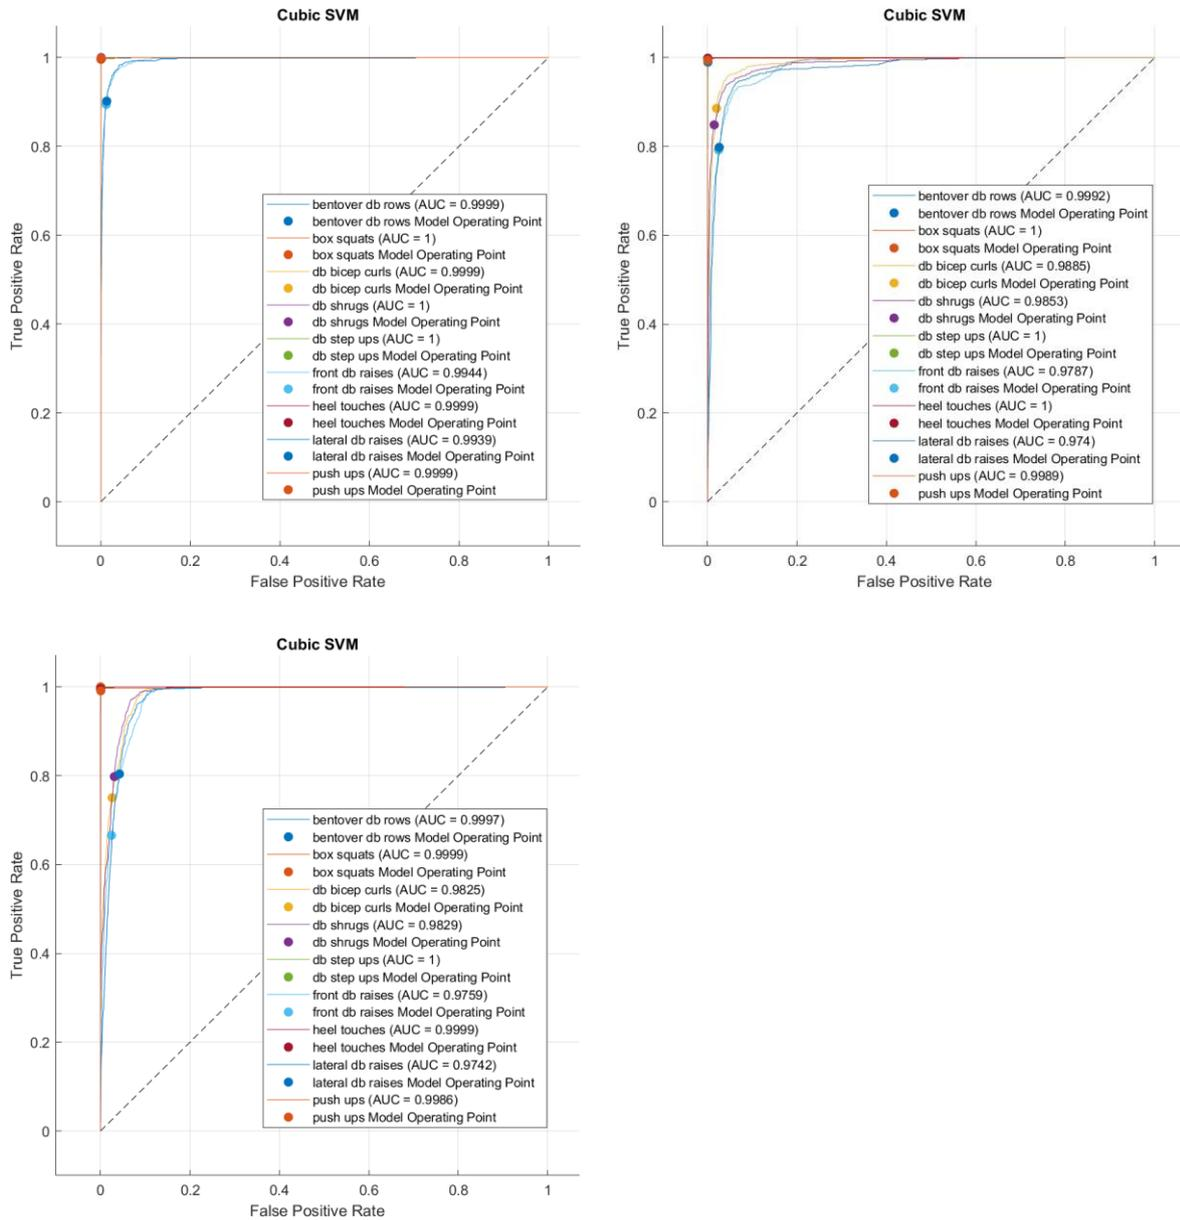 Cubic SVM
1
0.8
0.6
0.4
0.2
0
True Positive Rate
bentover db rows (AUC = 0.9999)
bentover db rows Model Operating Point
box squats (AUC = 1)
box squats Model Operating Point
db bicep curls (AUC = 0.9999)
db bicep curls Model Operating Point
db shrugs (AUC = 1)
db shrugs Model Operating Point
db step ups (AUC = 1)
db step ups Model Operating Point
front db raises (AUC = 0.9944)
front db raises Model Operating Point
heel touches (AUC = 0.9999)
heel touches Model Operating Point
lateral db raises (AUC = 0.9939)
lateral db raises Model Operating Point
push ups (AUC = 0.9999)
push ups Model Operating Point
0 0.2 0.4 0.6 0.8 1
False Positive Rate
Cubic SVM
1
0.8
0.6
0.4
0.2
0
True Positive Rate
bentover db rows (AUC = 0.9992)
bentover db rows Model Operating Point
box squats (AUC = 1)
box squats Model Operating Point
db bicep curls (AUC = 0.9885)
db bicep curls Model Operating Point
db shrugs (AUC = 0.9853)
db shrugs Model Operating Point
db step ups (AUC = 1)
db step ups Model Operating Point
front db raises (AUC = 0.9787)
front db raises Model Operating Point
heel touches (AUC = 1)
heel touches Model Operating Point
lateral db raises (AUC = 0.974)
lateral db raises Model Operating Point
push ups (AUC = 0.9989)
push ups Model Operating Point
0 0.2 0.4 0.6 0.8 1
False Positive Rate
Cubic SVM
1
0.8
0.6
0.4
0.2
0
True Positive Rate
bentover db rows (AUC = 0.9997)
bentover db rows Model Operating Point
box squats (AUC = 0.9999)
box squats Model Operating Point
db bicep curls (AUC = 0.9825)
db bicep curls Model Operating Point
db shrugs (AUC = 0.9829)
db shrugs Model Operating Point
db step ups (AUC = 1)
db step ups Model Operating Point
front db raises (AUC = 0.9759)
front db raises Model Operating Point
heel touches (AUC = 0.9999)
heel touches Model Operating Point
lateral db raises (AUC = 0.9742)
lateral db raises Model Operating Point
push ups (AUC = 0.9986)
push ups Model Operating Point
0 0.2 0.4 0.6 0.8 1
False Positive Rate